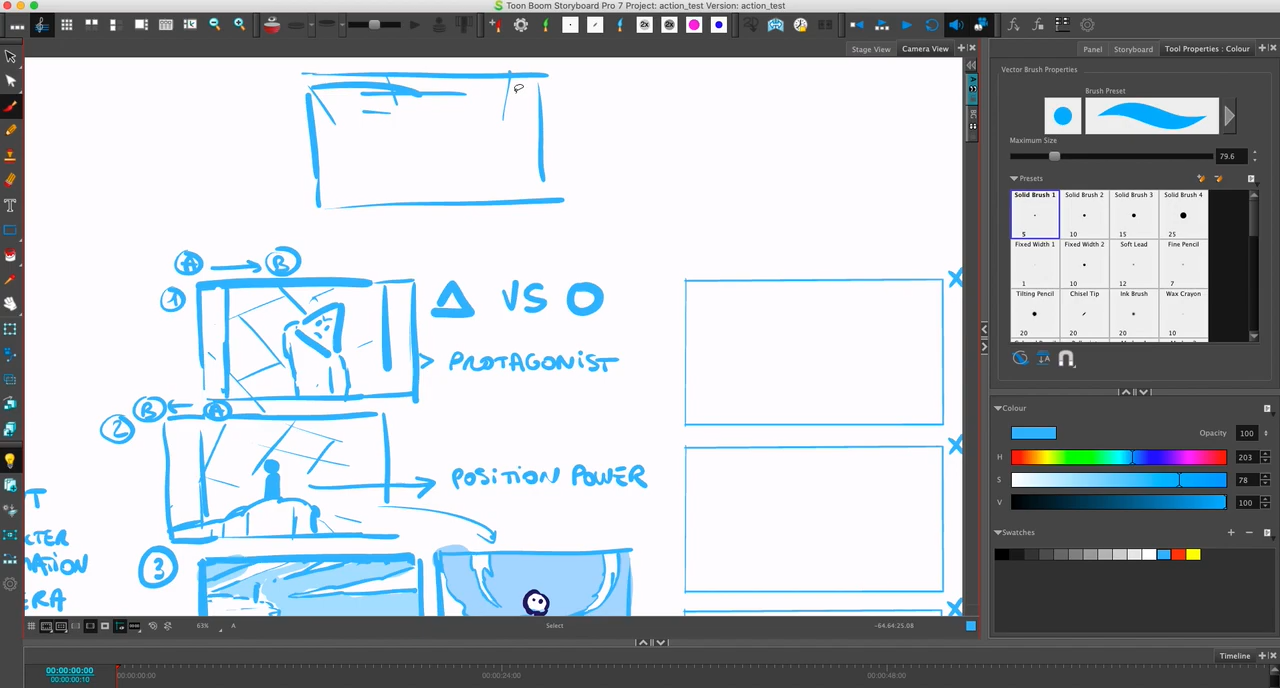 Toon Boom Storyboard Pro 7 Project: action_test Version: action_test
Stage View
Camera View
Panel
Storyboard
Tool Properties : Colour
Vector Brush Properties
Brush Preset
Maximum Size
79.6
Presets
Solid Brush 1
Solid Brush 2
Solid Brush 3
Solid Brush 4
5
10
15
25
Fixed Width 1
Fixed Width 2
Soft Lead
Fine Pencil
1
10
12
7
Tilting Pencil
Chisel Tip
Ink Brush
Wax Crayon
20
20
20
10
Colour
Opacity
100
H
203
S
78
V
100
Swatches
A → B
1
Δ VS O
> PROTAGONIST
B ← A
2
POSITION POWER
3
63%
A
Select
-64.64:25.08
Timeline
00:00:00:00
00:00:00:10
00:00:00:00
00:00:24:00
00:00:48:00